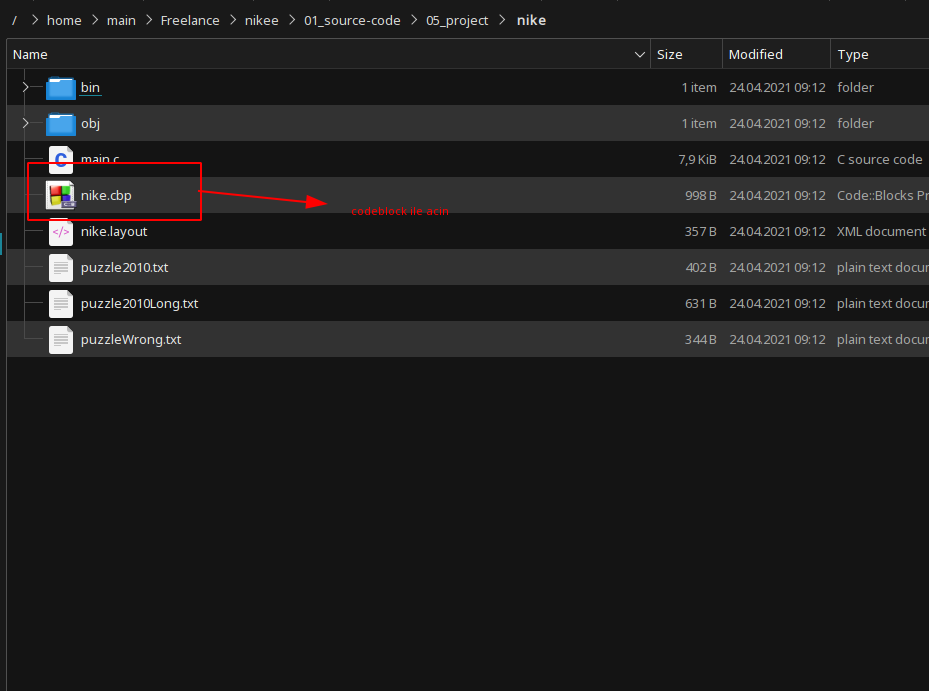 / > home > main > Freelance > nikee > 01_source-code > 05_project > nike
Name Size Modified Type
bin 1 item 24.04.2021 09:12 folder
obj 1 item 24.04.2021 09:12 folder
main.c 7,9 KiB 24.04.2021 09:12 C source code
nike.cbp 998 B 24.04.2021 09:12 Code::Blocks Pr
codeblock ile acin
nike.layout 357 B 24.04.2021 09:12 XML document
puzzle2010.txt 402 B 24.04.2021 09:12 plain text docu
puzzle2010Long.txt 631 B 24.04.2021 09:12 plain text docu
puzzleWrong.txt 344 B 24.04.2021 09:12 plain text docu